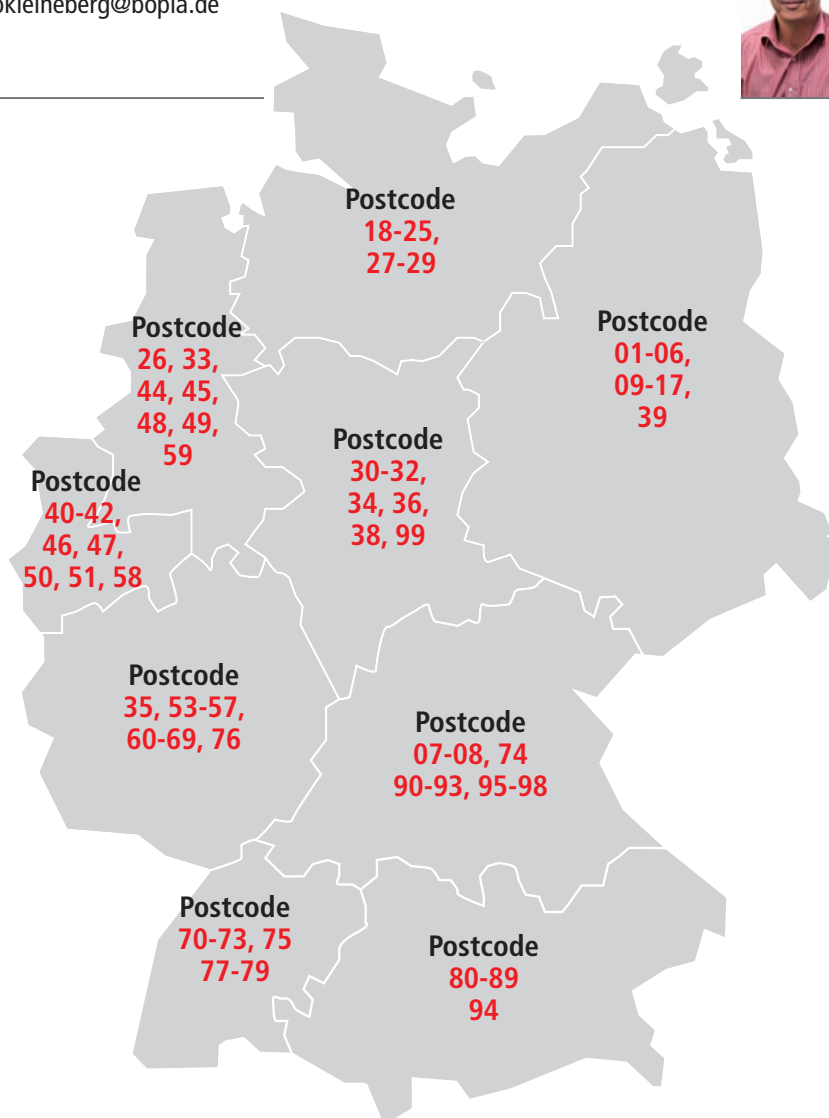 okleineberg@bopla.de
Postcode
18-25,
27-29
Postcode
01-06,
09-17,
39
Postcode
26, 33,
44, 45,
48, 49,
59
Postcode
30-32,
34, 36,
38, 99
Postcode
40-42,
46, 47,
50, 51, 58
Postcode
35, 53-57,
60-69, 76
Postcode
07-08, 74
90-93, 95-98
Postcode
70-73, 75
77-79
Postcode
80-89
94